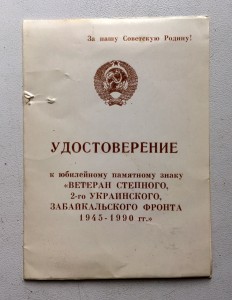 За нашу Советскую Родину!
УДОСТОВЕРЕНИЕ
к юбилейному памятному знаку
«ВЕТЕРАН СТЕПНОГО,
2-го УКРАИНСКОГО,
ЗАБАЙКАЛЬСКОГО ФРОНТА
1945-1990 гг.»